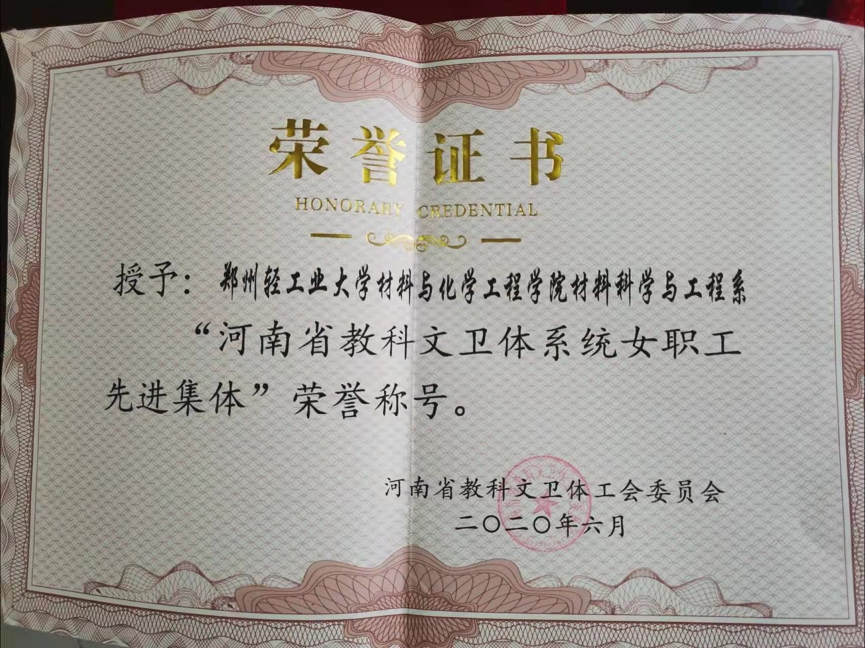 荣誉证书
HONORARY CREDENTIAL
授予：郑州轻工业大学材料与化学工程学院材料科学与工程系
“河南省教科文卫体系统女职工
先进集体”荣誉称号。
河南省教科文卫体工会委员会
二〇二〇年六月